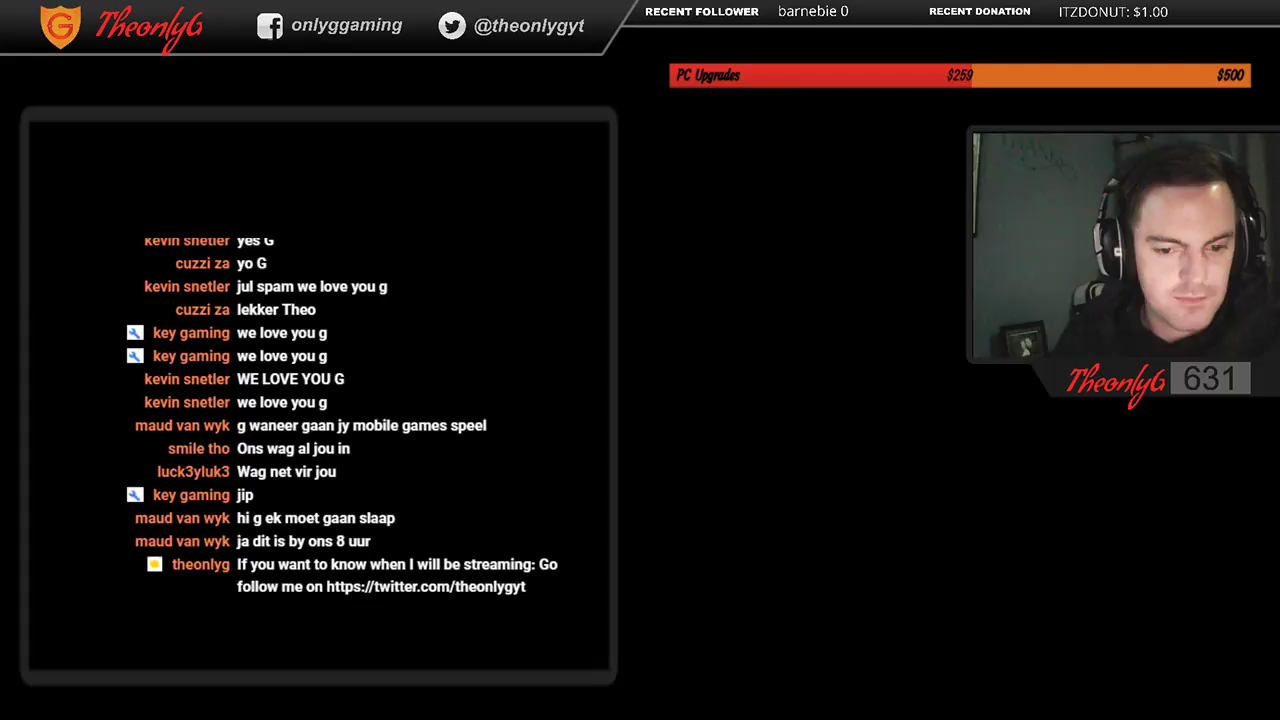 TheonlyG onlyggaming @theonlygyt
RECENT FOLLOWER barnebie 0 RECENT DONATION ITZDONUT: $1.00
PC Upgrades $259 $500
kevin snetler yes G
cuzzi za yo G
kevin snetler jul spam we love you g
cuzzi za lekker Theo
key gaming we love you g
key gaming we love you g
kevin snetler WE LOVE YOU G
kevin snetler we love you g
maud van wyk g waneer gaan jy mobile games speel
smile tho Ons wag al jou in
luck3yluk3 Wag net vir jou
key gaming jip
maud van wyk hi g ek moet gaan slaap
maud van wyk ja dit is by ons 8 uur
theonlyg If you want to know when I will be streaming: Go
follow me on https://twitter.com/theonlygyt
TheonlyG 631